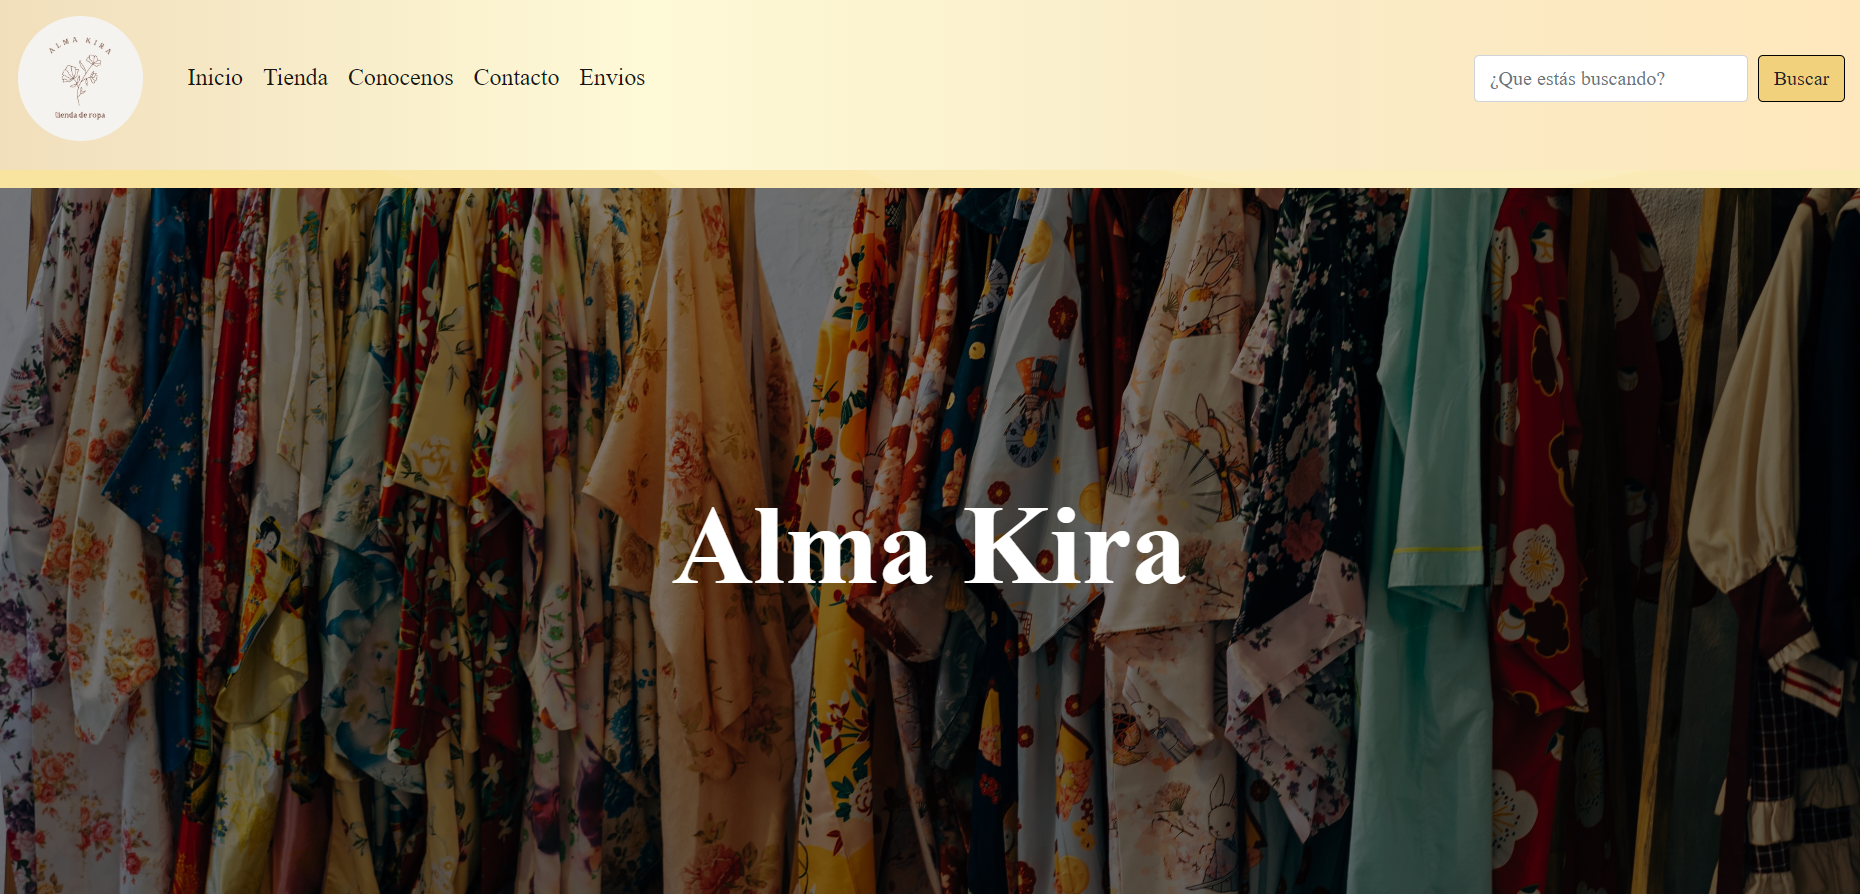 ALMA KIRA
tienda de ropa
Inicio Tienda Conocenos Contacto Envios
¿Que estás buscando? Buscar
Alma Kira